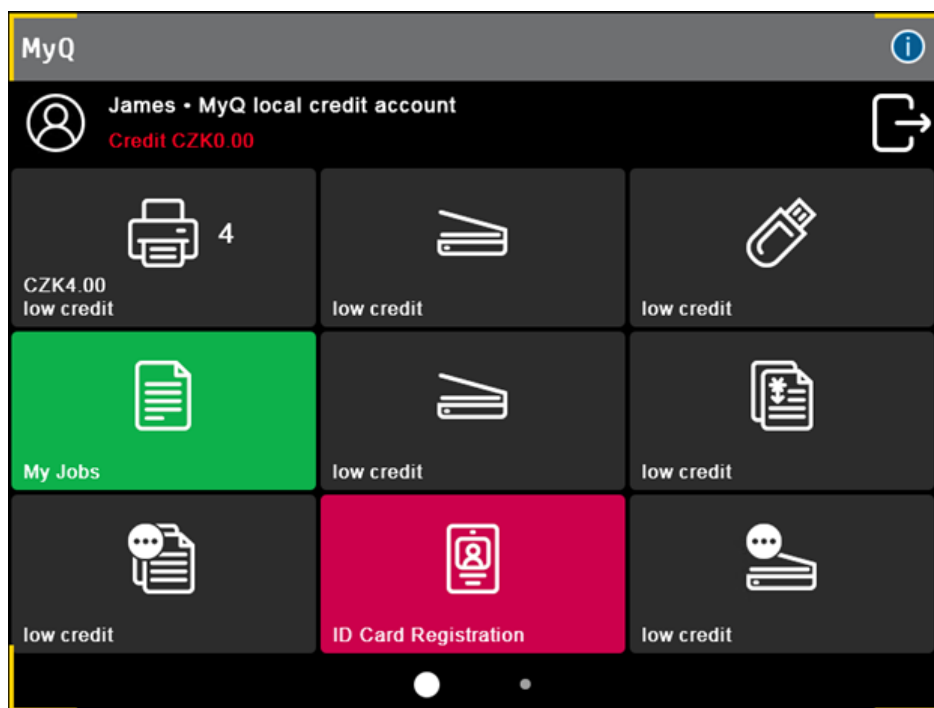 MyQ
James • MyQ local credit account
Credit CZK0.00
4
CZK4.00
low credit
low credit
low credit
My Jobs
low credit
low credit
low credit
ID Card Registration
low credit